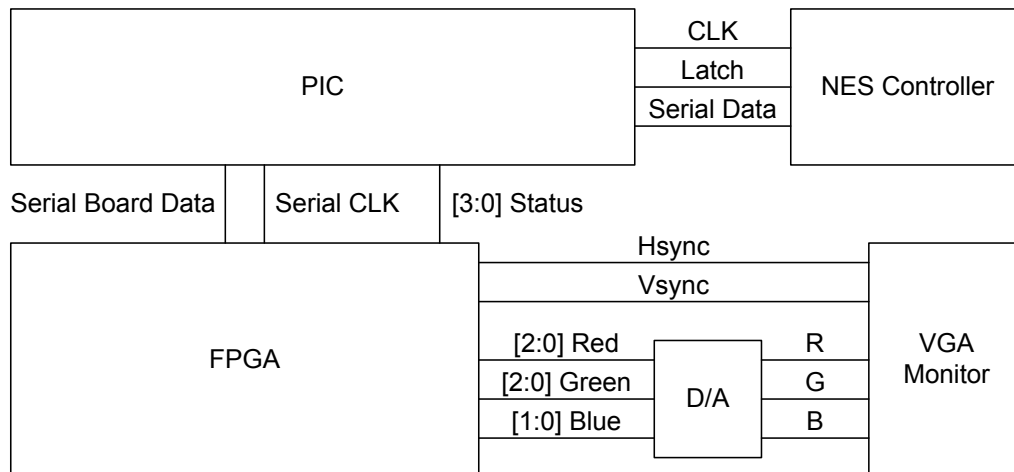 CLK
PIC
Latch
NES Controller
Serial Data
Serial Board Data
Serial CLK
[3:0] Status
Hsync
Vsync
FPGA
[2:0] Red
R
VGA
Monitor
[2:0] Green
D/A
G
[1:0] Blue
B